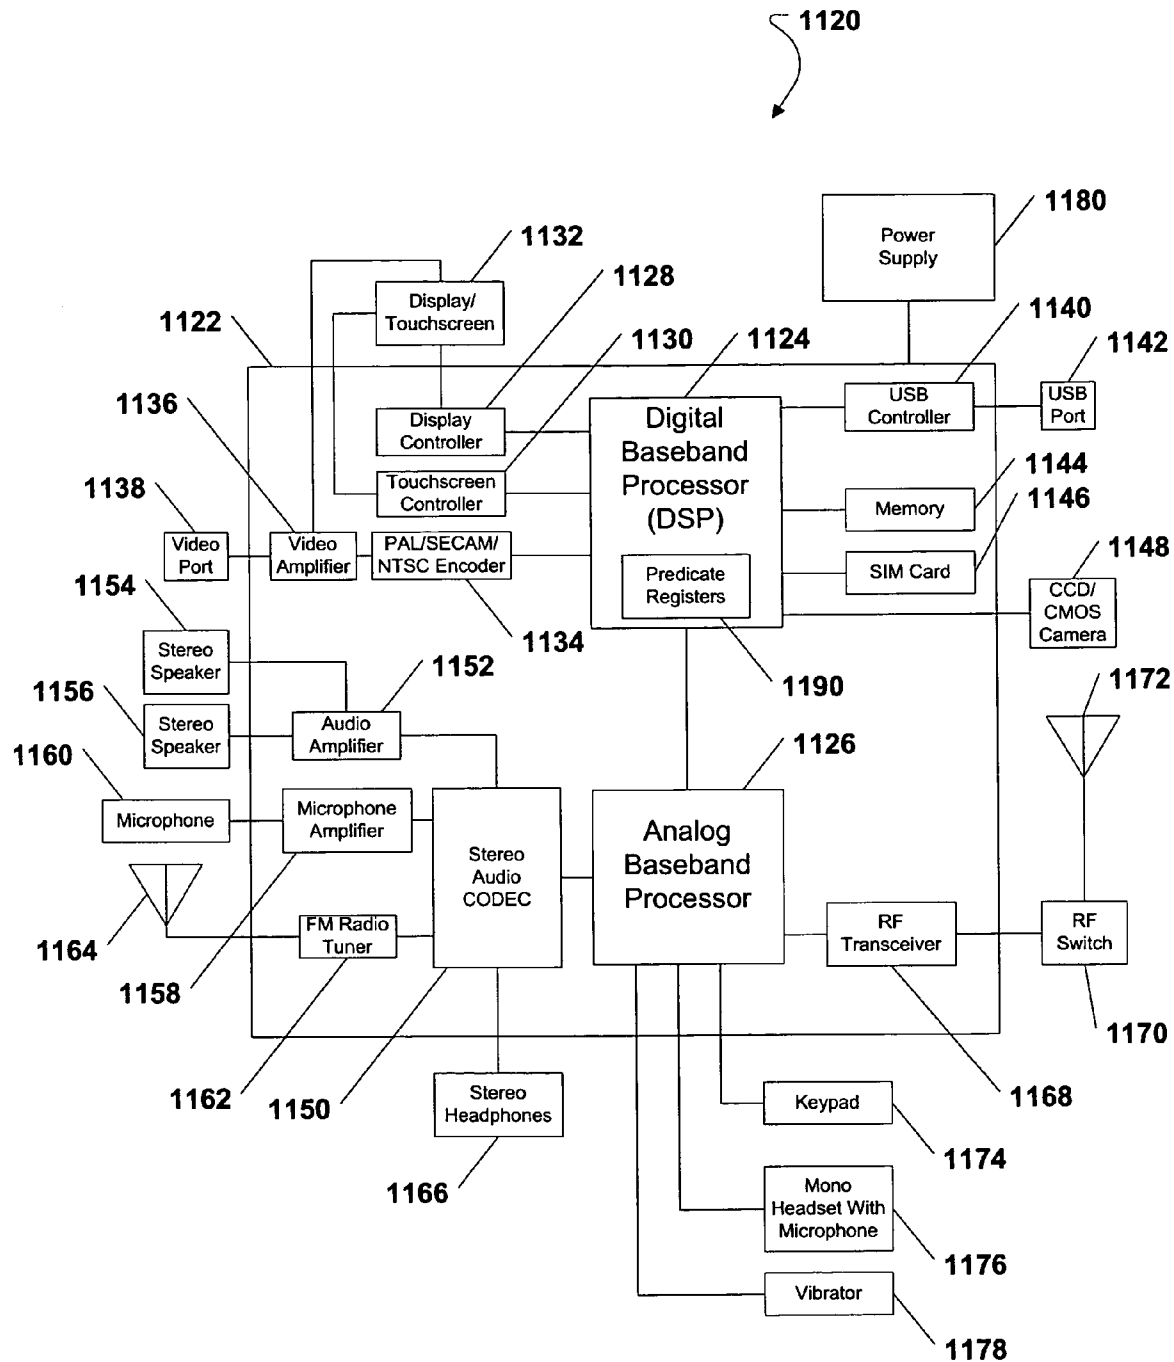 1120
1180
Power
Supply
1132
1128
1140
Display/
Touchscreen
1122
1130
1124
1142
1136
Display
Controller
Digital
Baseband
Processor
(DSP)
USB
Controller
USB
Port
1138
Touchscreen
Controller
1144
Memory
1146
Video
Port
Video
Amplifier
PAL/SECAM/
NTSC Encoder
SIM Card
1148
1154
Predicate
Registers
CCD/
CMOS
Camera
1134
Stereo
Speaker
1152
1190
1172
1156
Stereo
Speaker
Audio
Amplifier
1126
1160
Microphone
Microphone
Amplifier
Stereo
Audio
CODEC
Analog
Baseband
Processor
1164
FM Radio
Tuner
RF
Transceiver
RF
Switch
1158
1170
1162
1150
Stereo
Headphones
1168
Keypad
1174
1166
Mono
Headset With
Microphone
1176
Vibrator
1178